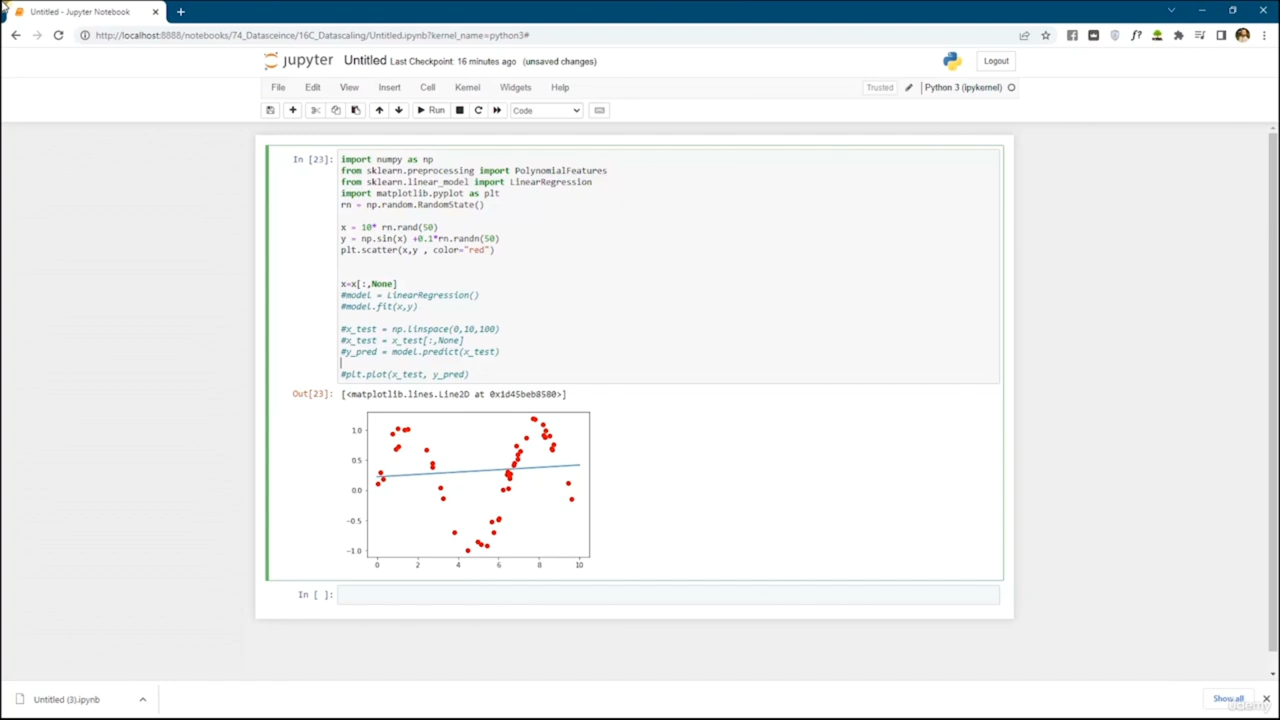 Untitled - Jupyter Notebook
http://localhost:8888/notebooks/74_Datasceince/16C_Datascaling/Untitled.ipynb?kernel_name=python3#
jupyter Untitled Last Checkpoint: 16 minutes ago (unsaved changes)
Logout
File Edit View Insert Cell Kernel Widgets Help
Trusted Python 3 (ipykernel)
Run Code
In [23]:
import numpy as np
from sklearn.preprocessing import PolynomialFeatures
from sklearn.linear_model import LinearRegression
import matplotlib.pyplot as plt
rn = np.random.RandomState()
x = 10* rn.rand(50)
y = np.sin(x) +0.1*rn.randn(50)
plt.scatter(x,y , color="red")
x=x[:,None]
#model = LinearRegression()
#model.fit(x,y)
#x_test = np.linspace(0,10,100)
#x_test = x_test[:,None]
#y_pred = model.predict(x_test)
#plt.plot(x_test, y_pred)
Out[23]: [<matplotlib.lines.Line2D at 0x1d45beb8580>]
1.0
0.5
0.0
−0.5
−1.0
0 2 4 6 8 10
In [ ]:
Untitled (3).ipynb
Show all
udemy